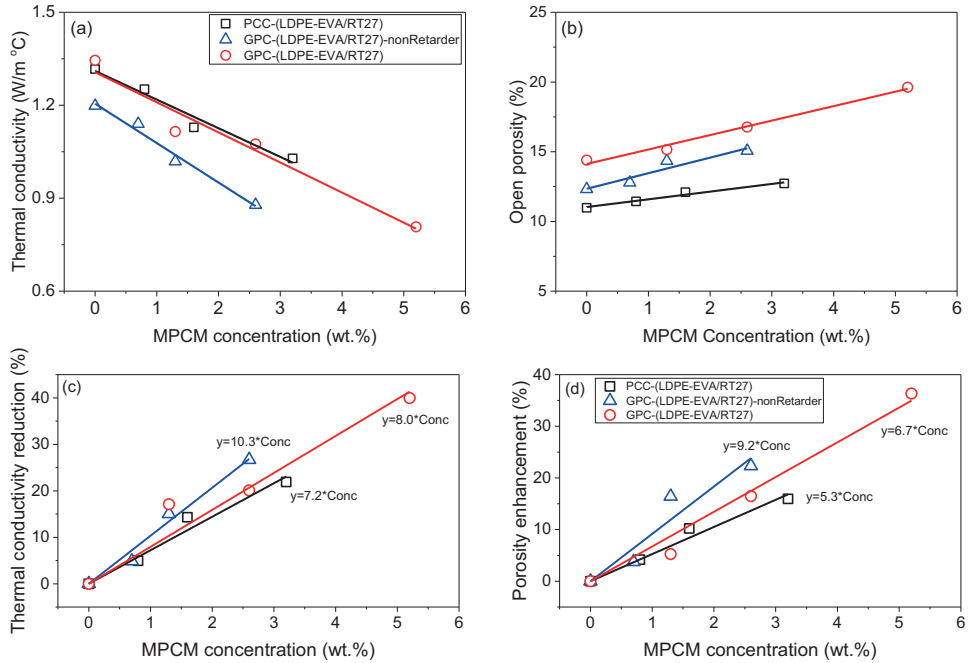 (a)
PCC-(LDPE-EVA/RT27)
GPC-(LDPE-EVA/RT27)-nonRetarder
GPC-(LDPE-EVA/RT27)
Thermal conductivity (W/m °C)
1.5
1.2
0.9
0.6
0 1 2 3 4 5 6
MPCM concentration (wt.%)
(b)
Open porosity (%)
25
20
15
10
5
0 1 2 3 4 5 6
MPCM Concentration (wt.%)
(c)
Thermal conductivity reduction (%)
40
30
20
10
0
y=10.3*Conc
y=8.0*Conc
y=7.2*Conc
0 1 2 3 4 5 6
MPCM concentration (wt.%)
(d)
PCC-(LDPE-EVA/RT27)
GPC-(LDPE-EVA/RT27)-nonRetarder
GPC-(LDPE-EVA/RT27)
Porosity enhancement (%)
40
30
20
10
0
y=9.2*Conc
y=6.7*Conc
y=5.3*Conc
0 1 2 3 4 5 6
MPCM concentration (wt.%)